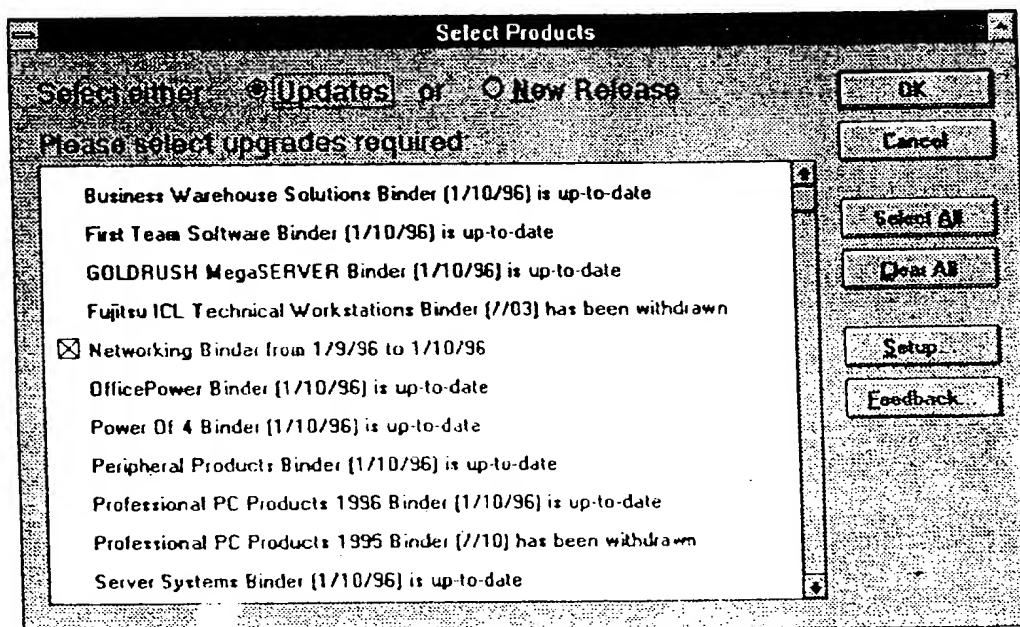 Select Products
Select either: Updates or New Release
Please select upgrades required:
Business Warehouse Solutions Binder (1/10/96) is up-to-date
First Team Software Binder (1/10/96) is up-to-date
GOLDRUSH MegaSERVER Binder (1/10/96) is up-to-date
Fujitsu ICL Technical Workstations Binder (//03) has been withdrawn
Networking Binder from 1/9/96 to 1/10/96
OfficePower Binder (1/10/96) is up-to-date
Power Of 4 Binder (1/10/96) is up-to-date
Peripheral Products Binder (1/10/96) is up-to-date
Professional PC Products 1996 Binder (1/10/96) is up-to-date
Professional PC Products 1995 Binder (//10) has been withdrawn
Server Systems Binder (1/10/96) is up-to-date
OK
Cancel
Select All
Clear All
Setup...
Feedback...